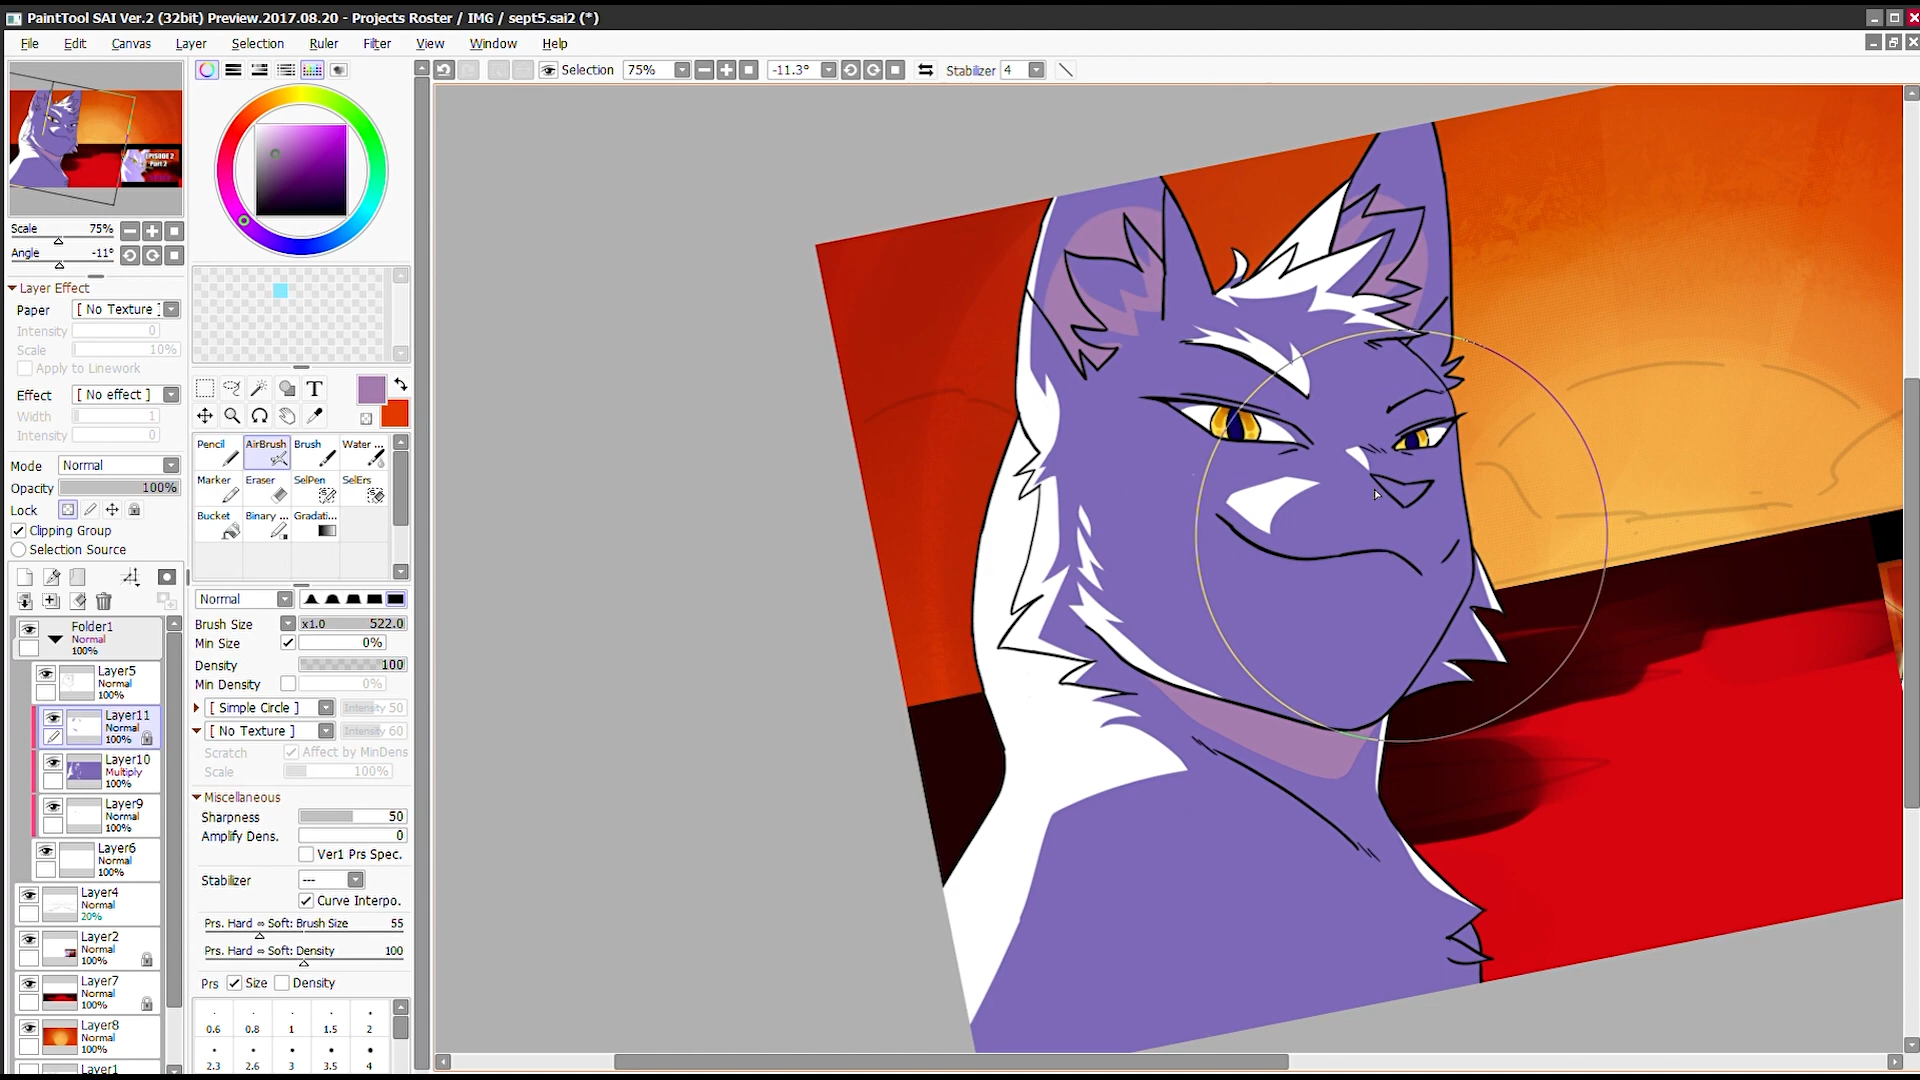 PaintTool SAI Ver.2 (32bit) Preview.2017.08.20 - Projects Roster / IMG / sept5.sai2 (*)
File Edit Canvas Layer Selection Ruler Filter View Window Help
Selection 75% -11.3° Stabilizer 4
EPISODE 2
Part 2
Scale 75%
Angle -11°
Layer Effect
Paper [ No Texture ]
Intensity 0
Scale 10%
Apply to Linework
Effect [ No effect ]
Width 1
Intensity 0
Mode Normal
Opacity 100%
Lock
Clipping Group
Selection Source
Folder1
Normal
100%
Layer5
Normal
100%
Layer11
Normal
100%
Layer10
Multiply
100%
Layer9
Normal
100%
Layer6
Normal
100%
Layer4
Normal
20%
Layer2
Normal
100%
Layer7
Normal
100%
Layer8
Normal
100%
Layer1
T
Pencil AirBrush Brush Water ...
Marker Eraser SelPen SelErs
Bucket Binary ... Gradati...
Normal
Brush Size x1.0 522.0
Min Size 0%
Density 100
Min Density 0%
[ Simple Circle ] Intensity 50
[ No Texture ] Intensity 60
Scratch Affect by MinDens
Scale 100%
Miscellaneous
Sharpness 50
Amplify Dens. 0
Ver1 Prs Spec.
Stabilizer ---
Curve Interpo.
Prs. Hard ⇔ Soft: Brush Size 55
Prs. Hard ⇔ Soft: Density 100
Prs Size Density
0.6 0.8 1 1.5 2
2.3 2.6 3 3.5 4